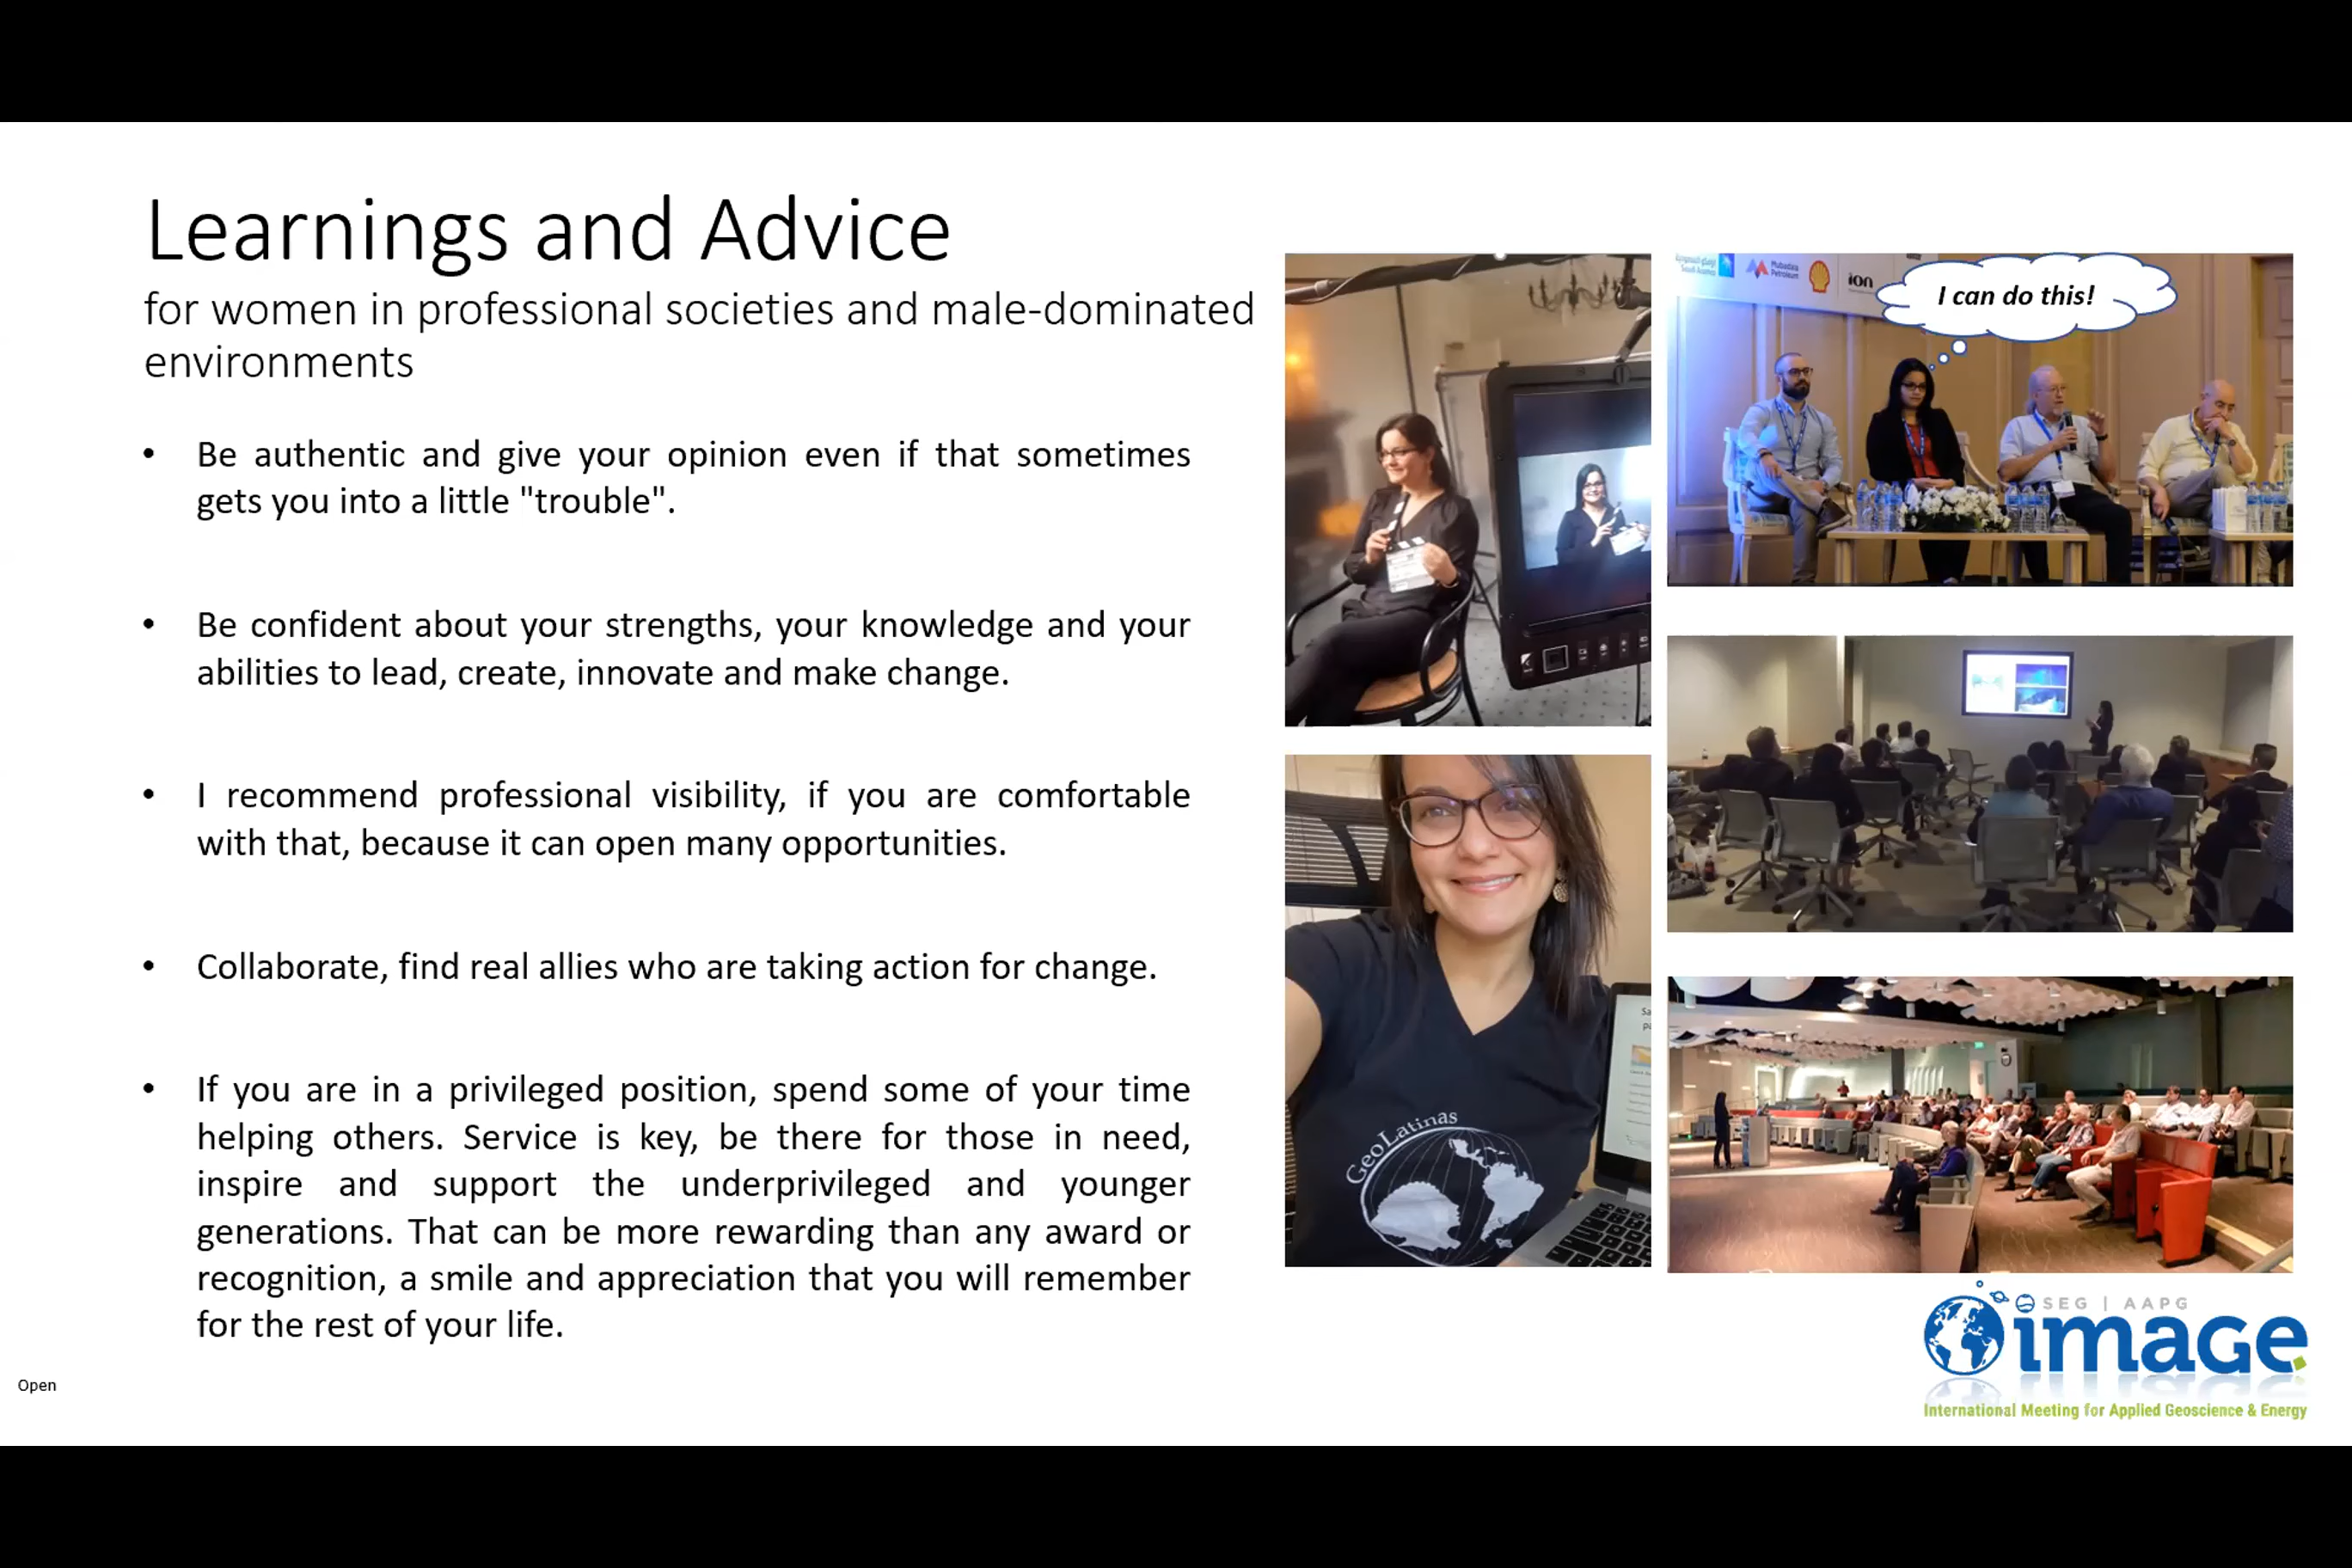 Learnings and Advice
for women in professional societies and male-dominated
environments
• Be authentic and give your opinion even if that sometimes
gets you into a little "trouble".
• Be confident about your strengths, your knowledge and your
abilities to lead, create, innovate and make change.
• I recommend professional visibility, if you are comfortable
with that, because it can open many opportunities.
• Collaborate, find real allies who are taking action for change.
• If you are in a privileged position, spend some of your time
helping others. Service is key, be there for those in need,
inspire and support the underprivileged and younger
generations. That can be more rewarding than any award or
recognition, a smile and appreciation that you will remember
for the rest of your life.
Open
Saudi Aramco
Mubadala
Petroleum
ion
I can do this!
GeoLatinas
SEG | AAPG
image
International Meeting for Applied Geoscience & Energy